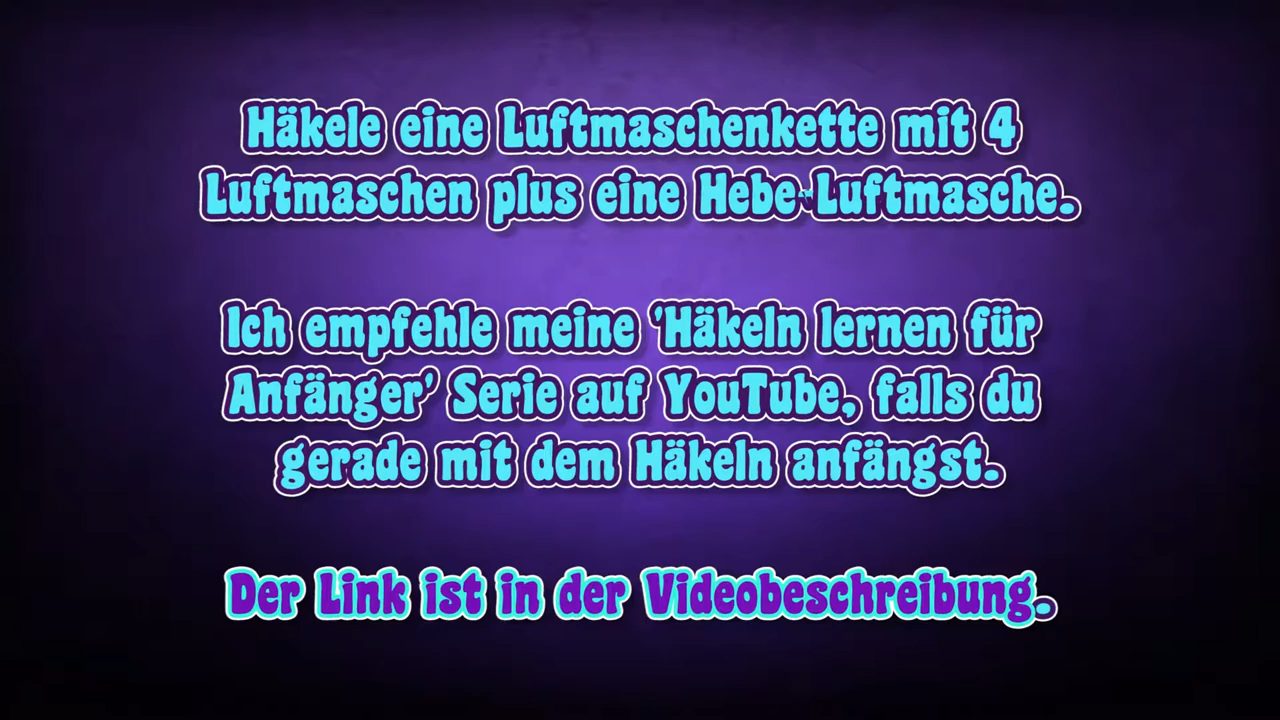 Häkele eine Luftmaschenkette mit 4
Luftmaschen plus eine Hebe-Luftmasche.
Ich empfehle meine 'Häkeln lernen für
Anfänger' Serie auf YouTube, falls du
gerade mit dem Häkeln anfängst.
Der Link ist in der Videobeschreibung.